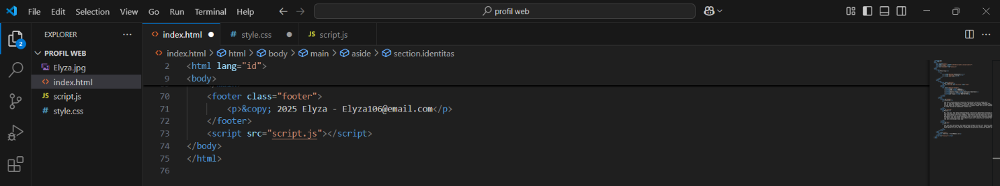 File Edit Selection View Go Run Terminal Help
profil web
EXPLORER
2
PROFIL WEB
Elyza.jpg
index.html
JS script.js
# style.css
index.html
# style.css
JS script.js
index.html > html > body > main > aside > section.identitas
2 <html lang="id">
9 <body>
70 <footer class="footer">
71 <p>&copy; 2025 Elyza - Elyza106@email.com</p>
72 </footer>
73 <script src="script.js"></script>
74 </body>
75 </html>
76